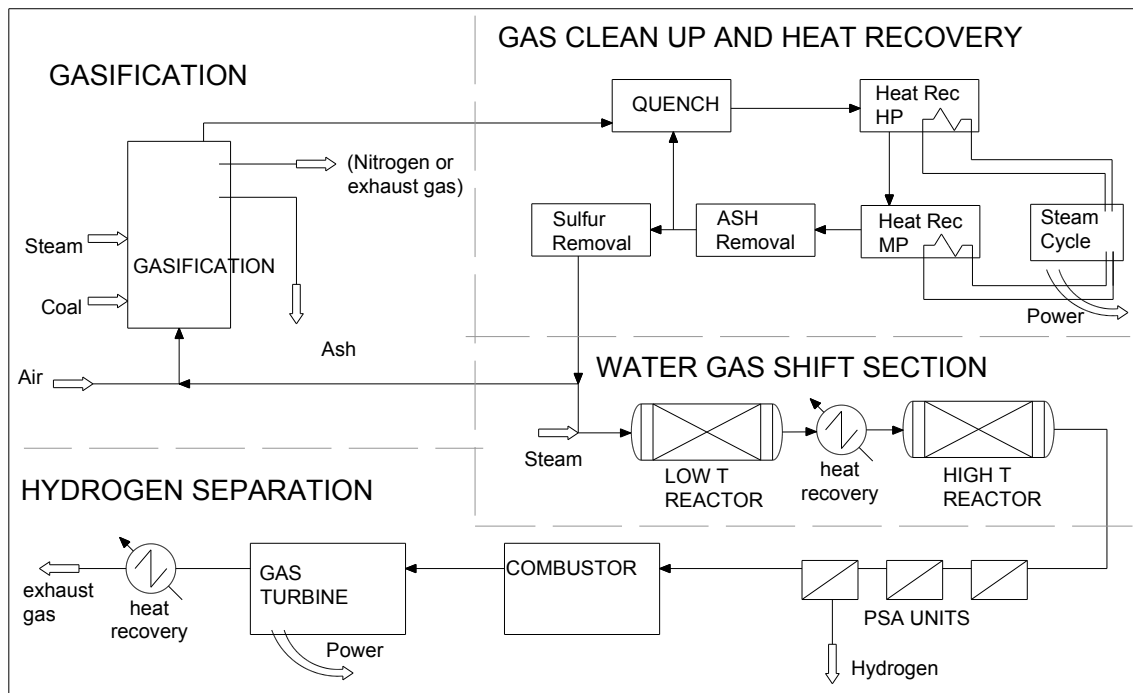 GASIFICATION
(Nitrogen or
exhaust gas)
Steam
GASIFICATION
Coal
Ash
Air
GAS CLEAN UP AND HEAT RECOVERY
QUENCH
Heat Rec
HP
Sulfur
Removal
ASH
Removal
Heat Rec
MP
Steam
Cycle
Power
WATER GAS SHIFT SECTION
Steam
LOW T
REACTOR
heat
recovery
HIGH T
REACTOR
HYDROGEN SEPARATION
exhaust
gas
heat
recovery
GAS
TURBINE
Power
COMBUSTOR
PSA UNITS
Hydrogen